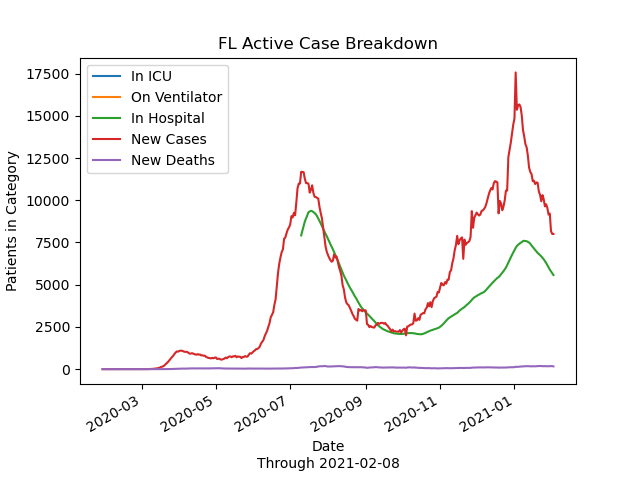 FL Active Case Breakdown
In ICU
On Ventilator
In Hospital
New Cases
New Deaths
Patients in Category
17500
15000
12500
10000
7500
5000
2500
0
2020-03
2020-05
2020-07
2020-09
2020-11
2021-01
Date
Through 2021-02-08